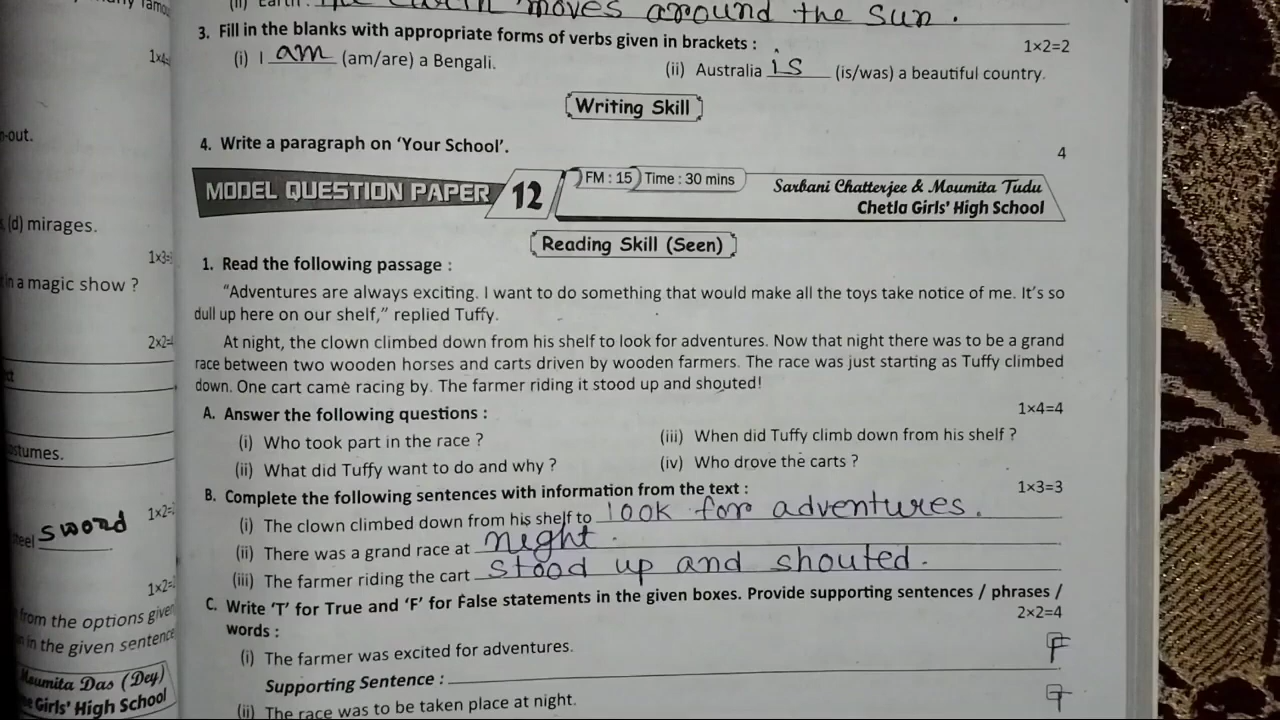 (ii) Earth : The Earth moves around the sun.
3. Fill in the blanks with appropriate forms of verbs given in brackets : 1×2=2
(i) I am (am/are) a Bengali. (ii) Australia is (is/was) a beautiful country.
Writing Skill
4. Write a paragraph on ‘Your School’. 4
MODEL QUESTION PAPER 12 FM : 15 Time : 30 mins Sarbani Chatterjee & Moumita Tudu
Chetla Girls’ High School
Reading Skill (Seen)
1. Read the following passage :
“Adventures are always exciting. I want to do something that would make all the toys take notice of me. It’s so
dull up here on our shelf,” replied Tuffy.
At night, the clown climbed down from his shelf to look for adventures. Now that night there was to be a grand
race between two wooden horses and carts driven by wooden farmers. The race was just starting as Tuffy climbed
down. One cart came racing by. The farmer riding it stood up and shouted!
A. Answer the following questions : 1×4=4
(i) Who took part in the race ? (iii) When did Tuffy climb down from his shelf ?
(ii) What did Tuffy want to do and why ? (iv) Who drove the carts ?
B. Complete the following sentences with information from the text : 1×3=3
(i) The clown climbed down from his shelf to look for adventures.
(ii) There was a grand race at night.
(iii) The farmer riding the cart stood up and shouted.
C. Write ‘T’ for True and ‘F’ for False statements in the given boxes. Provide supporting sentences / phrases /
words : 2×2=4
(i) The farmer was excited for adventures. F
Supporting Sentence :
(ii) The race was to be taken place at night. T
-out.
(d) mirages.
in a magic show ?
ostumes.
steel sword
from the options given
in the given sentence
Moumita Das (Dey)
Girls’ High School